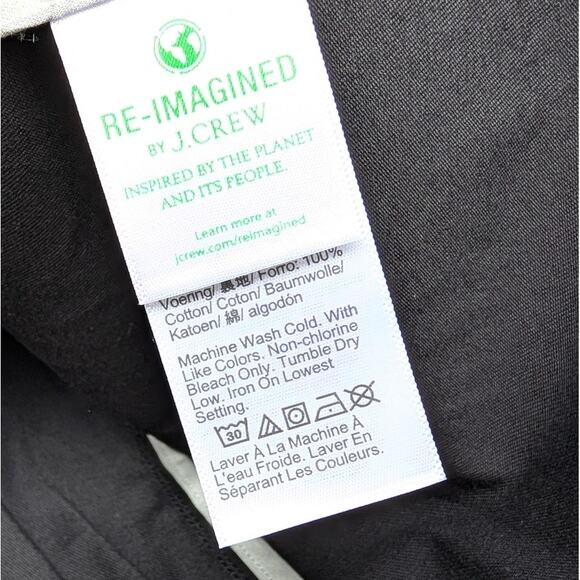 RE-IMAGINED
BY J.CREW
INSPIRED BY THE PLANET
AND ITS PEOPLE.
Learn more at
jcrew.com/reimagined
Voering/ 裏地/ Forro: 100%
Cotton/ Coton/ Baumwolle/
Katoen/ 綿/ algodón
Machine Wash Cold. With
Like Colors. Non-chlorine
Bleach Only. Tumble Dry
Low. Iron On Lowest
Setting.
30
Laver À La Machine À
L'eau Froide. Laver En
Séparant Les Couleurs.